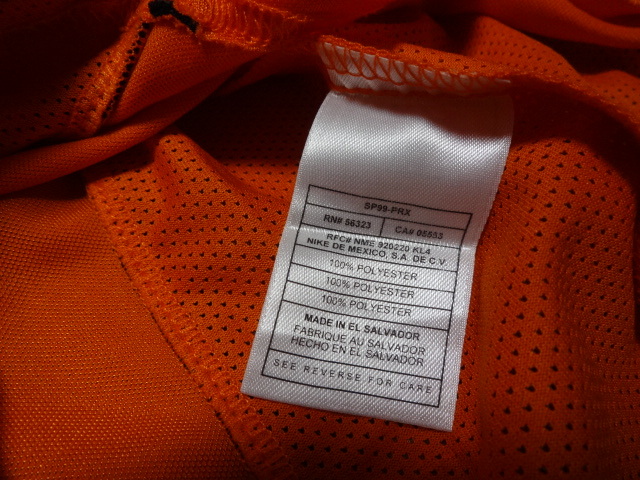 SP99-PRX
RN# 56323 CA# 05553
RFC# NME 920220 KL4
NIKE DE MEXICO, S.A. DE C.V.
100% POLYESTER
100% POLYESTER
100% POLYESTER
MADE IN EL SALVADOR
FABRIQUE AU SALVADOR
HECHO EN EL SALVADOR
SEE REVERSE FOR CARE